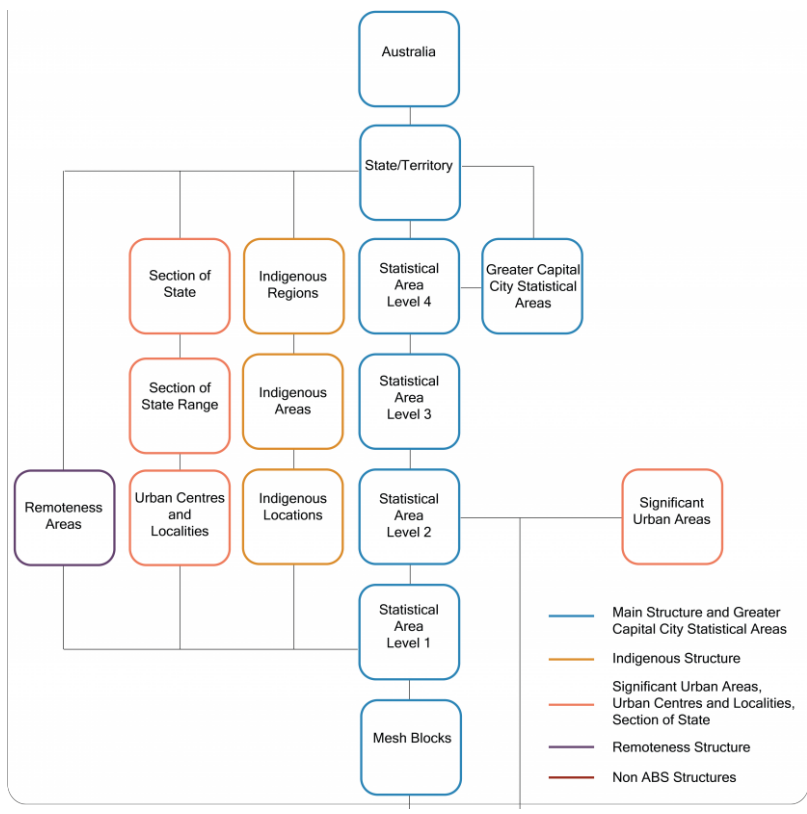 Australia
State/Territory
Section of
State
Indigenous
Regions
Statistical
Area
Level 4
Greater Capital
City Statistical
Areas
Section of
State Range
Indigenous
Areas
Statistical
Area
Level 3
Remoteness
Areas
Urban Centres
and
Localities
Indigenous
Locations
Statistical
Area
Level 2
Significant
Urban Areas
Statistical
Area
Level 1
Mesh Blocks
Main Structure and Greater
Capital City Statistical Areas
Indigenous Structure
Significant Urban Areas,
Urban Centres and Localities,
Section of State
Remoteness Structure
Non ABS Structures